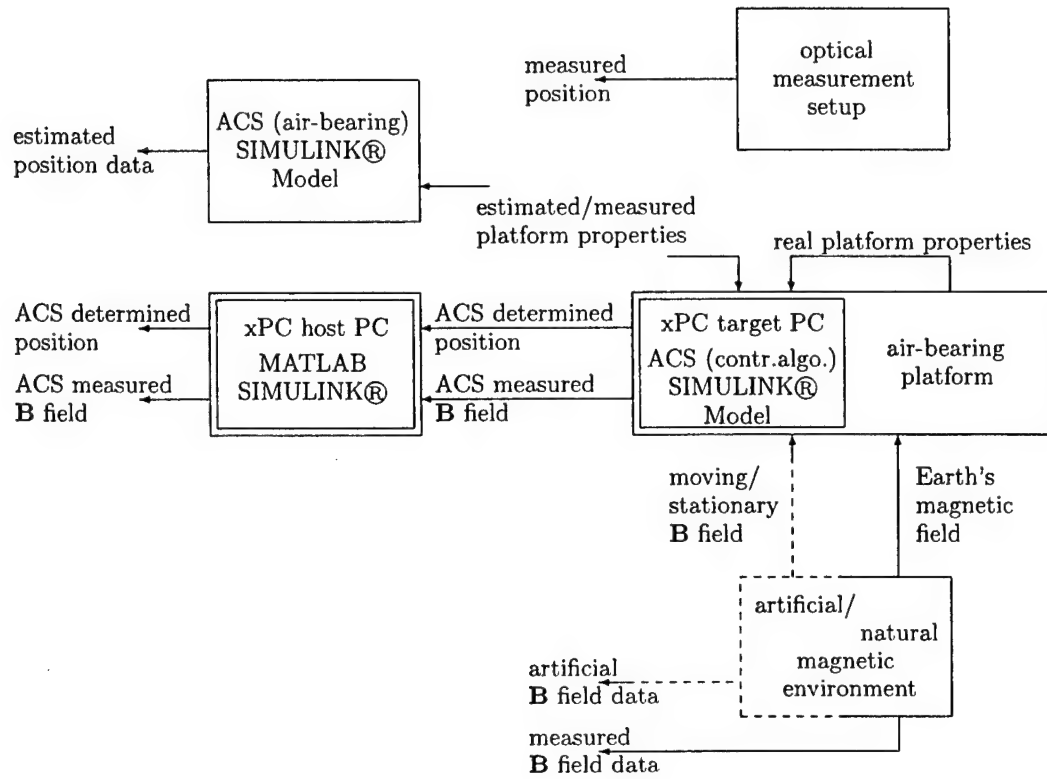 optical
measurement
setup
measured
position
ACS (air-bearing)
SIMULINK®
Model
estimated
position data
estimated/measured
platform properties
real platform properties
ACS determined
position
ACS measured
B field
xPC host PC
MATLAB
SIMULINK®
ACS determined
position
ACS measured
B field
xPC target PC
ACS (contr.algo.)
SIMULINK®
Model
air-bearing
platform
moving/
stationary
B field
Earth's
magnetic
field
artificial/
natural
magnetic
environment
artificial
B field data
measured
B field data